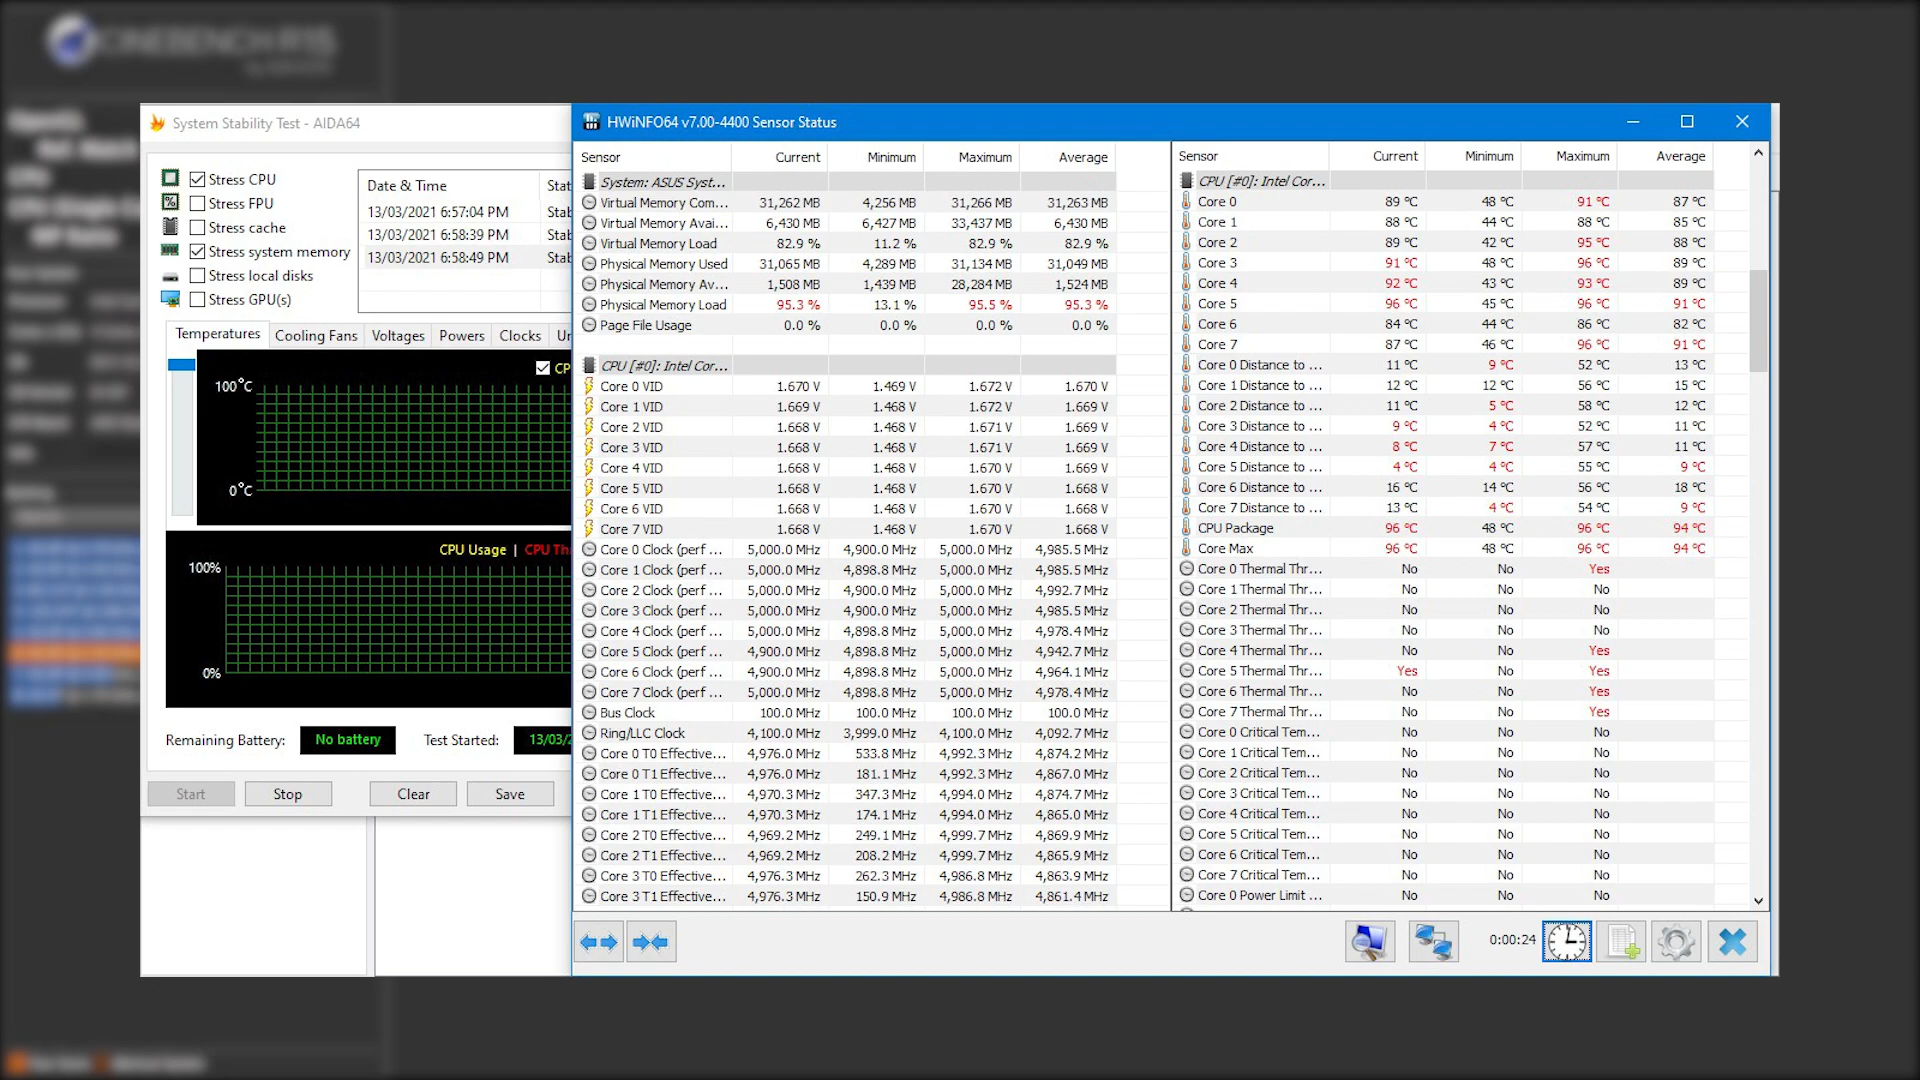 CINEBENCH R15
System Stability Test - AIDA64
Stress CPU
Stress FPU
Stress cache
Stress system memory
Stress local disks
Stress GPU(s)
Date & Time Stat
13/03/2021 6:57:04 PM Stab
13/03/2021 6:58:39 PM Stab
13/03/2021 6:58:49 PM Stab
Temperatures Cooling Fans Voltages Powers Clocks Un
CP
100°C
0°C
CPU Usage | CPU Th
100%
0%
Remaining Battery: No battery Test Started: 13/03/2
Start Stop Clear Save
HWiNFO64 v7.00-4400 Sensor Status
Sensor Current Minimum Maximum Average
System: ASUS Syst...
Virtual Memory Com... 31,262 MB 4,256 MB 31,266 MB 31,263 MB
Virtual Memory Avai... 6,430 MB 6,427 MB 33,437 MB 6,430 MB
Virtual Memory Load 82.9 % 11.2 % 82.9 % 82.9 %
Physical Memory Used 31,065 MB 4,289 MB 31,134 MB 31,049 MB
Physical Memory Av... 1,508 MB 1,439 MB 28,284 MB 1,524 MB
Physical Memory Load 95.3 % 13.1 % 95.5 % 95.3 %
Page File Usage 0.0 % 0.0 % 0.0 % 0.0 %
CPU [#0]: Intel Cor...
Core 0 VID 1.670 V 1.469 V 1.672 V 1.670 V
Core 1 VID 1.669 V 1.468 V 1.672 V 1.669 V
Core 2 VID 1.668 V 1.468 V 1.671 V 1.669 V
Core 3 VID 1.668 V 1.468 V 1.671 V 1.669 V
Core 4 VID 1.668 V 1.468 V 1.670 V 1.669 V
Core 5 VID 1.668 V 1.468 V 1.670 V 1.668 V
Core 6 VID 1.668 V 1.468 V 1.670 V 1.668 V
Core 7 VID 1.668 V 1.468 V 1.670 V 1.668 V
Core 0 Clock (perf ... 5,000.0 MHz 4,900.0 MHz 5,000.0 MHz 4,985.5 MHz
Core 1 Clock (perf ... 5,000.0 MHz 4,898.8 MHz 5,000.0 MHz 4,985.5 MHz
Core 2 Clock (perf ... 5,000.0 MHz 4,900.0 MHz 5,000.0 MHz 4,992.7 MHz
Core 3 Clock (perf ... 5,000.0 MHz 4,900.0 MHz 5,000.0 MHz 4,985.5 MHz
Core 4 Clock (perf ... 5,000.0 MHz 4,898.8 MHz 5,000.0 MHz 4,978.4 MHz
Core 5 Clock (perf ... 4,900.0 MHz 4,898.8 MHz 5,000.0 MHz 4,942.7 MHz
Core 6 Clock (perf ... 4,900.0 MHz 4,898.8 MHz 5,000.0 MHz 4,964.1 MHz
Core 7 Clock (perf ... 5,000.0 MHz 4,898.8 MHz 5,000.0 MHz 4,978.4 MHz
Bus Clock 100.0 MHz 100.0 MHz 100.0 MHz 100.0 MHz
Ring/LLC Clock 4,100.0 MHz 3,999.0 MHz 4,100.0 MHz 4,092.7 MHz
Core 0 T0 Effective... 4,976.0 MHz 533.8 MHz 4,992.3 MHz 4,874.2 MHz
Core 0 T1 Effective... 4,976.0 MHz 181.1 MHz 4,992.3 MHz 4,867.0 MHz
Core 1 T0 Effective... 4,970.3 MHz 347.3 MHz 4,994.0 MHz 4,874.7 MHz
Core 1 T1 Effective... 4,970.3 MHz 174.1 MHz 4,994.0 MHz 4,865.0 MHz
Core 2 T0 Effective... 4,969.2 MHz 249.1 MHz 4,999.7 MHz 4,869.9 MHz
Core 2 T1 Effective... 4,969.2 MHz 208.2 MHz 4,999.7 MHz 4,865.9 MHz
Core 3 T0 Effective... 4,976.3 MHz 262.3 MHz 4,986.8 MHz 4,863.9 MHz
Core 3 T1 Effective... 4,976.3 MHz 150.9 MHz 4,986.8 MHz 4,861.4 MHz
Sensor Current Minimum Maximum Average
CPU [#0]: Intel Cor...
Core 0 89 °C 48 °C 91 °C 87 °C
Core 1 88 °C 44 °C 88 °C 85 °C
Core 2 89 °C 42 °C 95 °C 88 °C
Core 3 91 °C 48 °C 96 °C 89 °C
Core 4 92 °C 43 °C 93 °C 89 °C
Core 5 96 °C 45 °C 96 °C 91 °C
Core 6 84 °C 44 °C 86 °C 82 °C
Core 7 87 °C 46 °C 96 °C 91 °C
Core 0 Distance to ... 11 °C 9 °C 52 °C 13 °C
Core 1 Distance to ... 12 °C 12 °C 56 °C 15 °C
Core 2 Distance to ... 11 °C 5 °C 58 °C 12 °C
Core 3 Distance to ... 9 °C 4 °C 52 °C 11 °C
Core 4 Distance to ... 8 °C 7 °C 57 °C 11 °C
Core 5 Distance to ... 4 °C 4 °C 55 °C 9 °C
Core 6 Distance to ... 16 °C 14 °C 56 °C 18 °C
Core 7 Distance to ... 13 °C 4 °C 54 °C 9 °C
CPU Package 96 °C 48 °C 96 °C 94 °C
Core Max 96 °C 48 °C 96 °C 94 °C
Core 0 Thermal Thr... No No Yes
Core 1 Thermal Thr... No No No
Core 2 Thermal Thr... No No No
Core 3 Thermal Thr... No No No
Core 4 Thermal Thr... No No Yes
Core 5 Thermal Thr... Yes No Yes
Core 6 Thermal Thr... No No Yes
Core 7 Thermal Thr... No No Yes
Core 0 Critical Tem... No No No
Core 1 Critical Tem... No No No
Core 2 Critical Tem... No No No
Core 3 Critical Tem... No No No
Core 4 Critical Tem... No No No
Core 5 Critical Tem... No No No
Core 6 Critical Tem... No No No
Core 7 Critical Tem... No No No
Core 0 Power Limit ... No No No
0:00:24